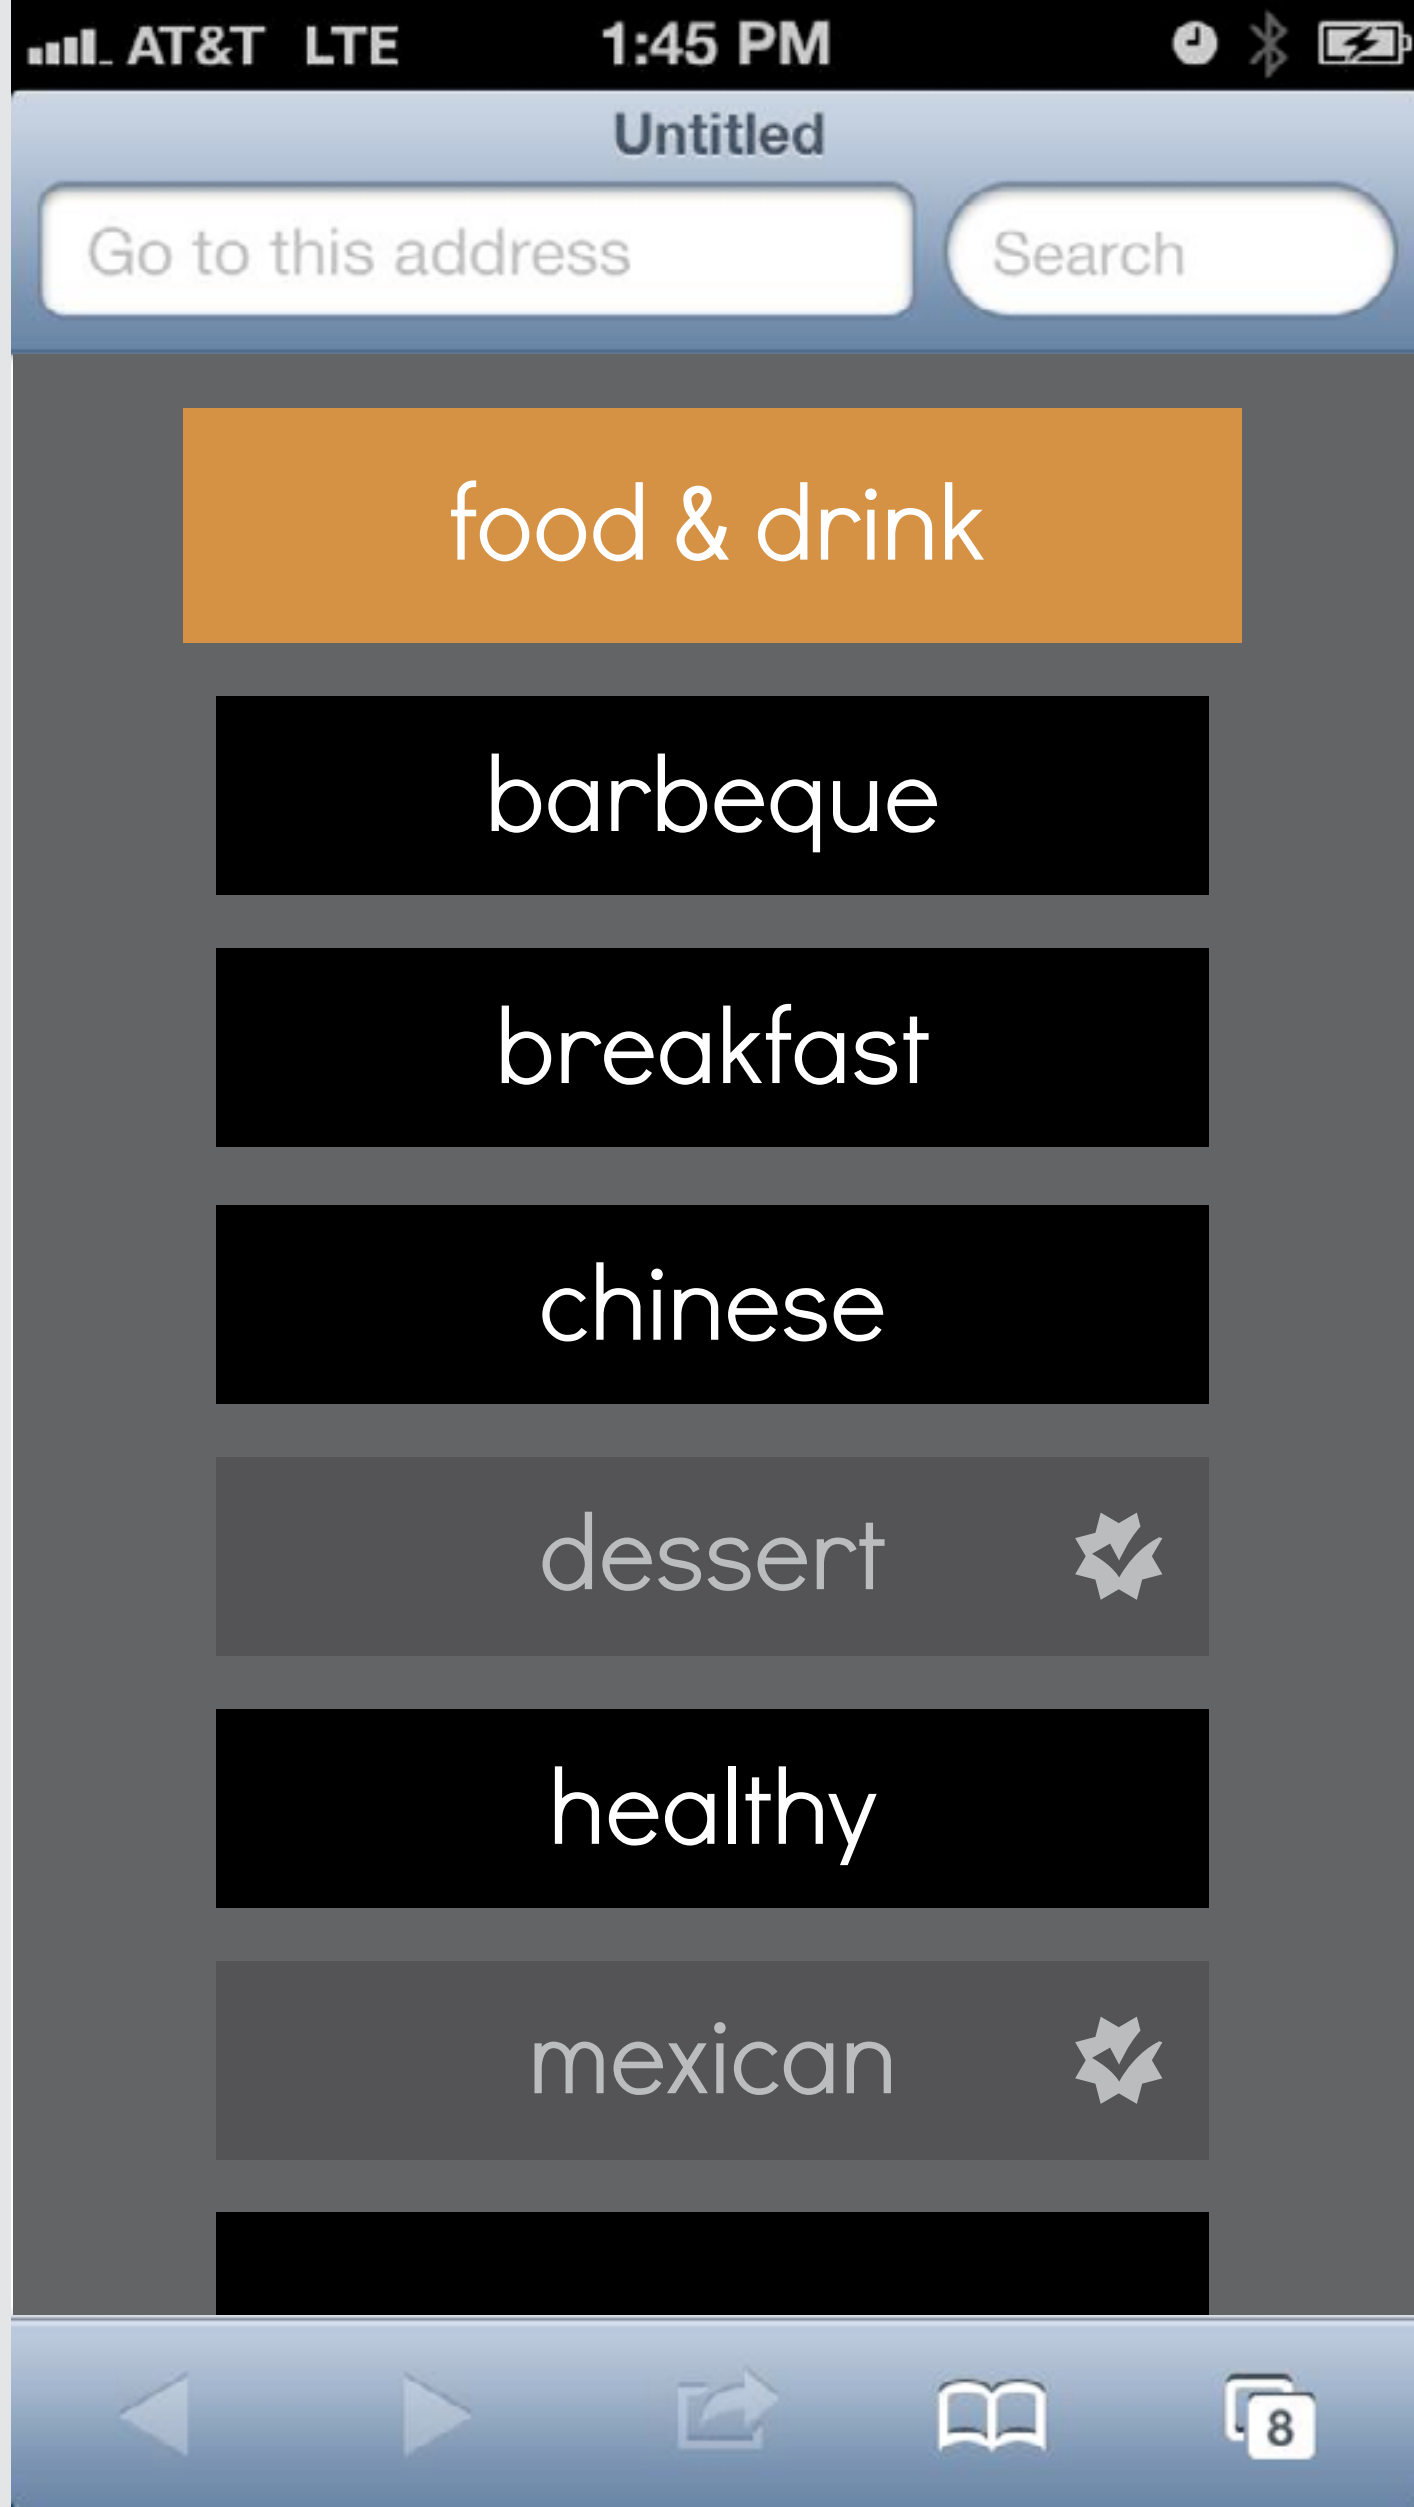 AT&T LTE 1:45 PM
Untitled
Go to this address Search
food & drink
barbeque
breakfast
chinese
dessert
healthy
mexican
8